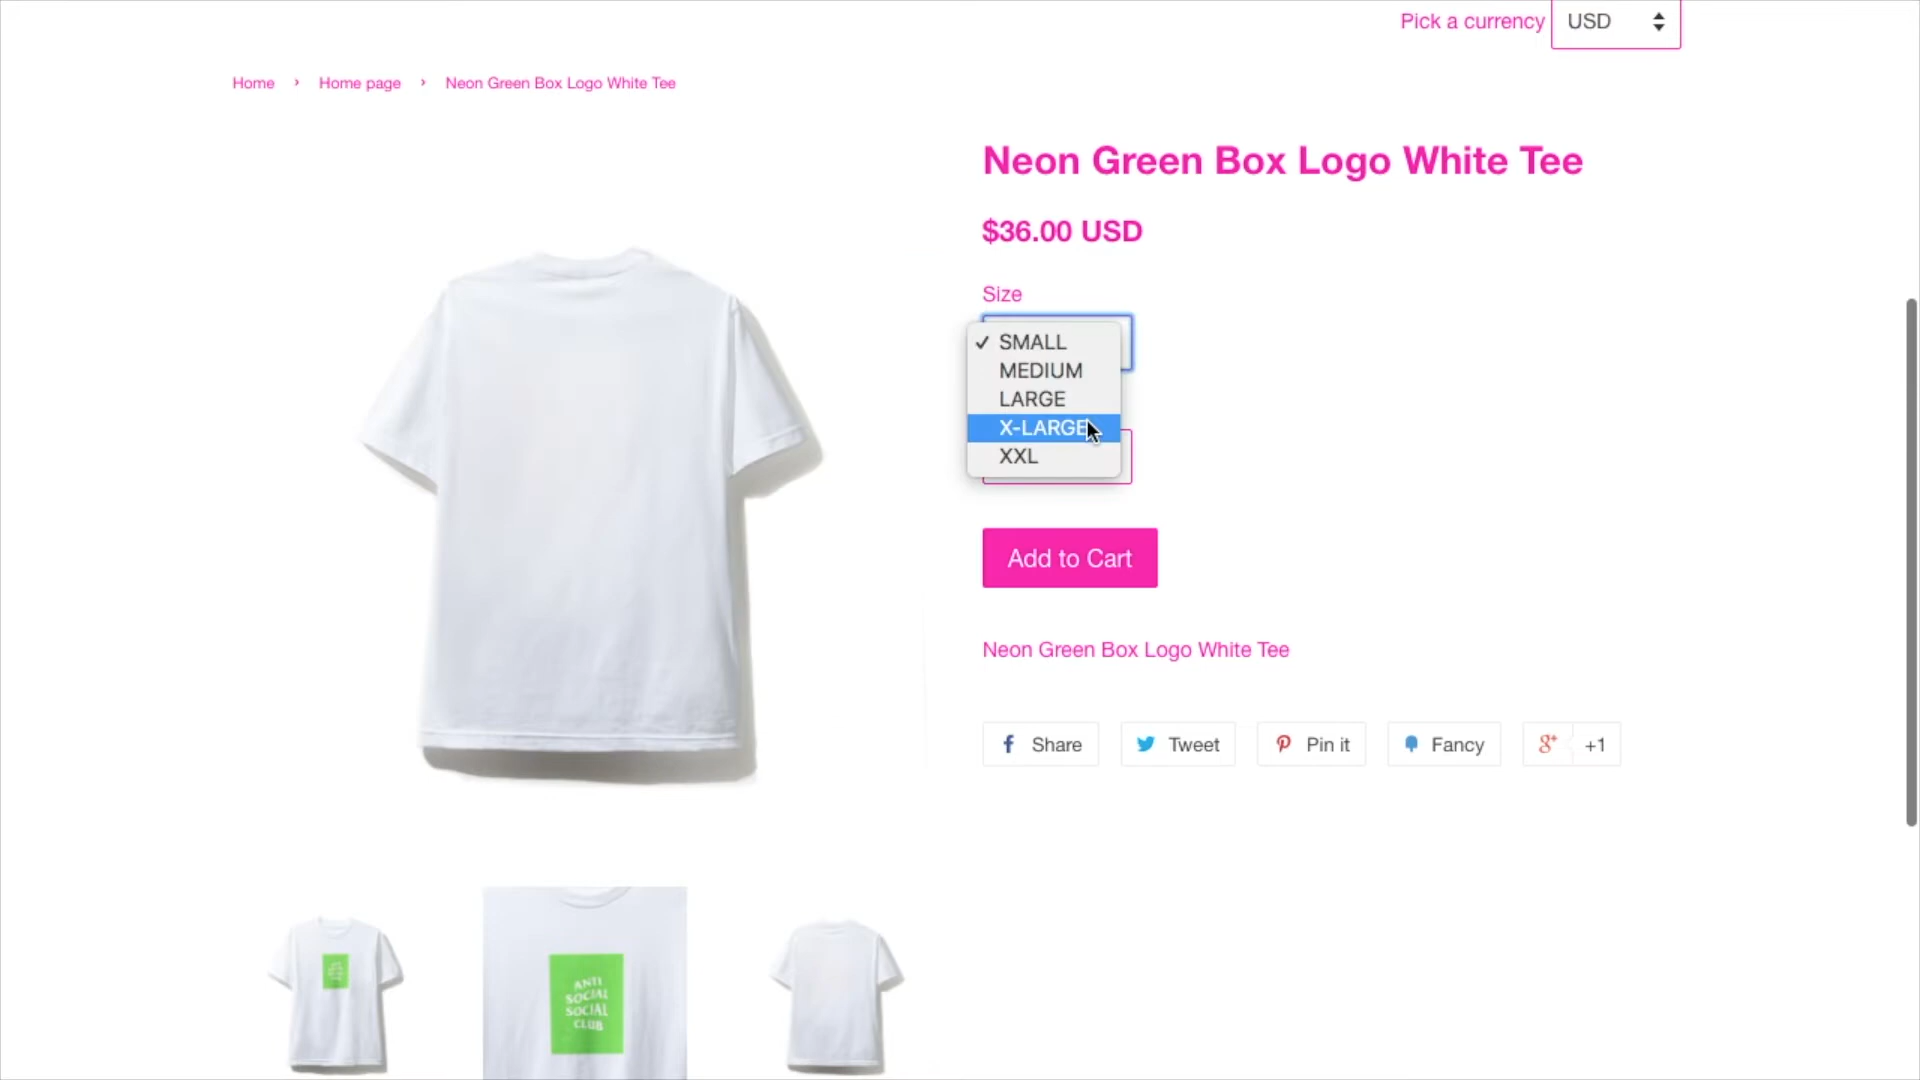 Pick a currency USD
Home › Home page › Neon Green Box Logo White Tee
Neon Green Box Logo White Tee
$36.00 USD
Size
✓ SMALL
MEDIUM
LARGE
X-LARGE
XXL
Add to Cart
Neon Green Box Logo White Tee
Share
Tweet
Pin it
Fancy
g+ +1
ANTI
SOCIAL
SOCIAL
CLUB